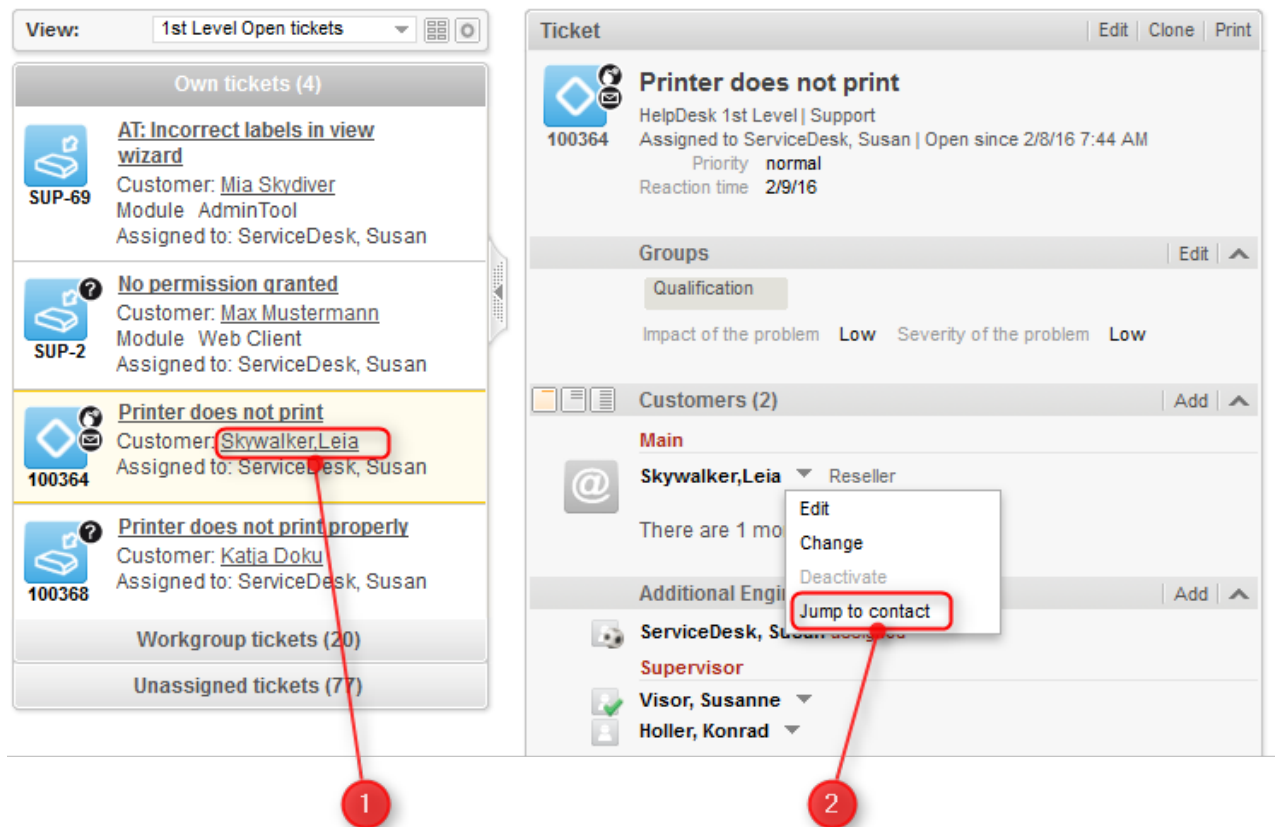 View: 1st Level Open tickets
Own tickets (4)
AT: Incorrect labels in view
wizard
Customer: Mia Skydiver
SUP-69
Module AdminTool
Assigned to: ServiceDesk, Susan
No permission granted
Customer: Max Mustermann
Module Web Client
SUP-2
Assigned to: ServiceDesk, Susan
Printer does not print
Customer: Skywalker,Leia
Assigned to: ServiceDesk, Susan
100364
Printer does not print properly
Customer: Katja Doku
Assigned to: ServiceDesk, Susan
100368
Workgroup tickets (20)
Unassigned tickets (77)
Ticket Edit Clone Print
Printer does not print
HelpDesk 1st Level | Support
100364 Assigned to ServiceDesk, Susan | Open since 2/8/16 7:44 AM
Priority normal
Reaction time 2/9/16
Groups Edit
Qualification
Impact of the problem Low Severity of the problem Low
Customers (2) Add
Main
@ Skywalker,Leia Reseller
Edit
There are 1
Change
Deactivate
Additional Add
Jump to contact
ServiceDesk, Susan assigned
Supervisor
Visor, Susanne
Holler, Konrad
1 2